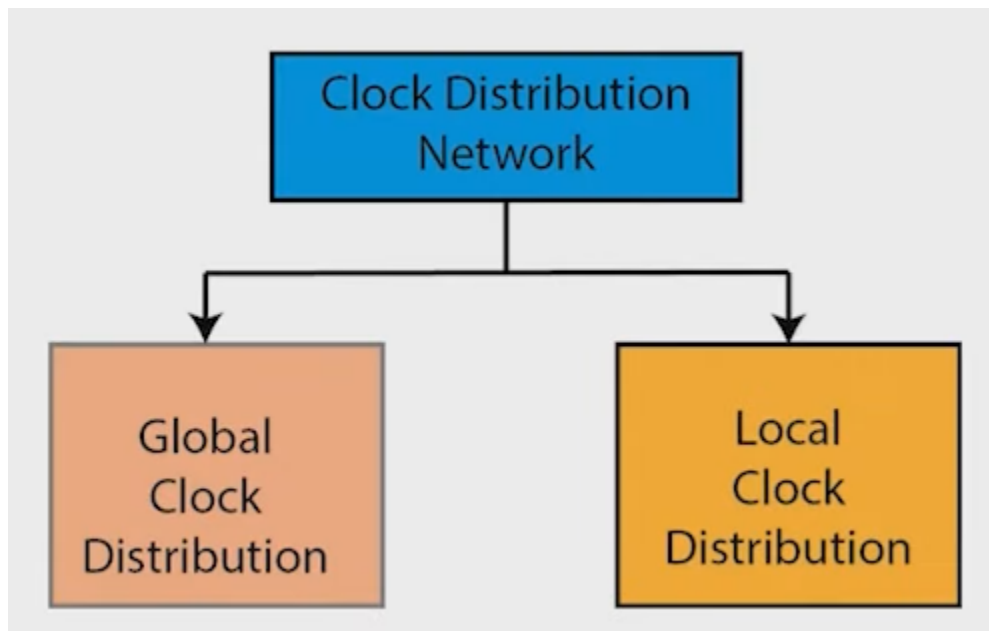 Clock Distribution
Network
Global
Clock
Distribution
Local
Clock
Distribution